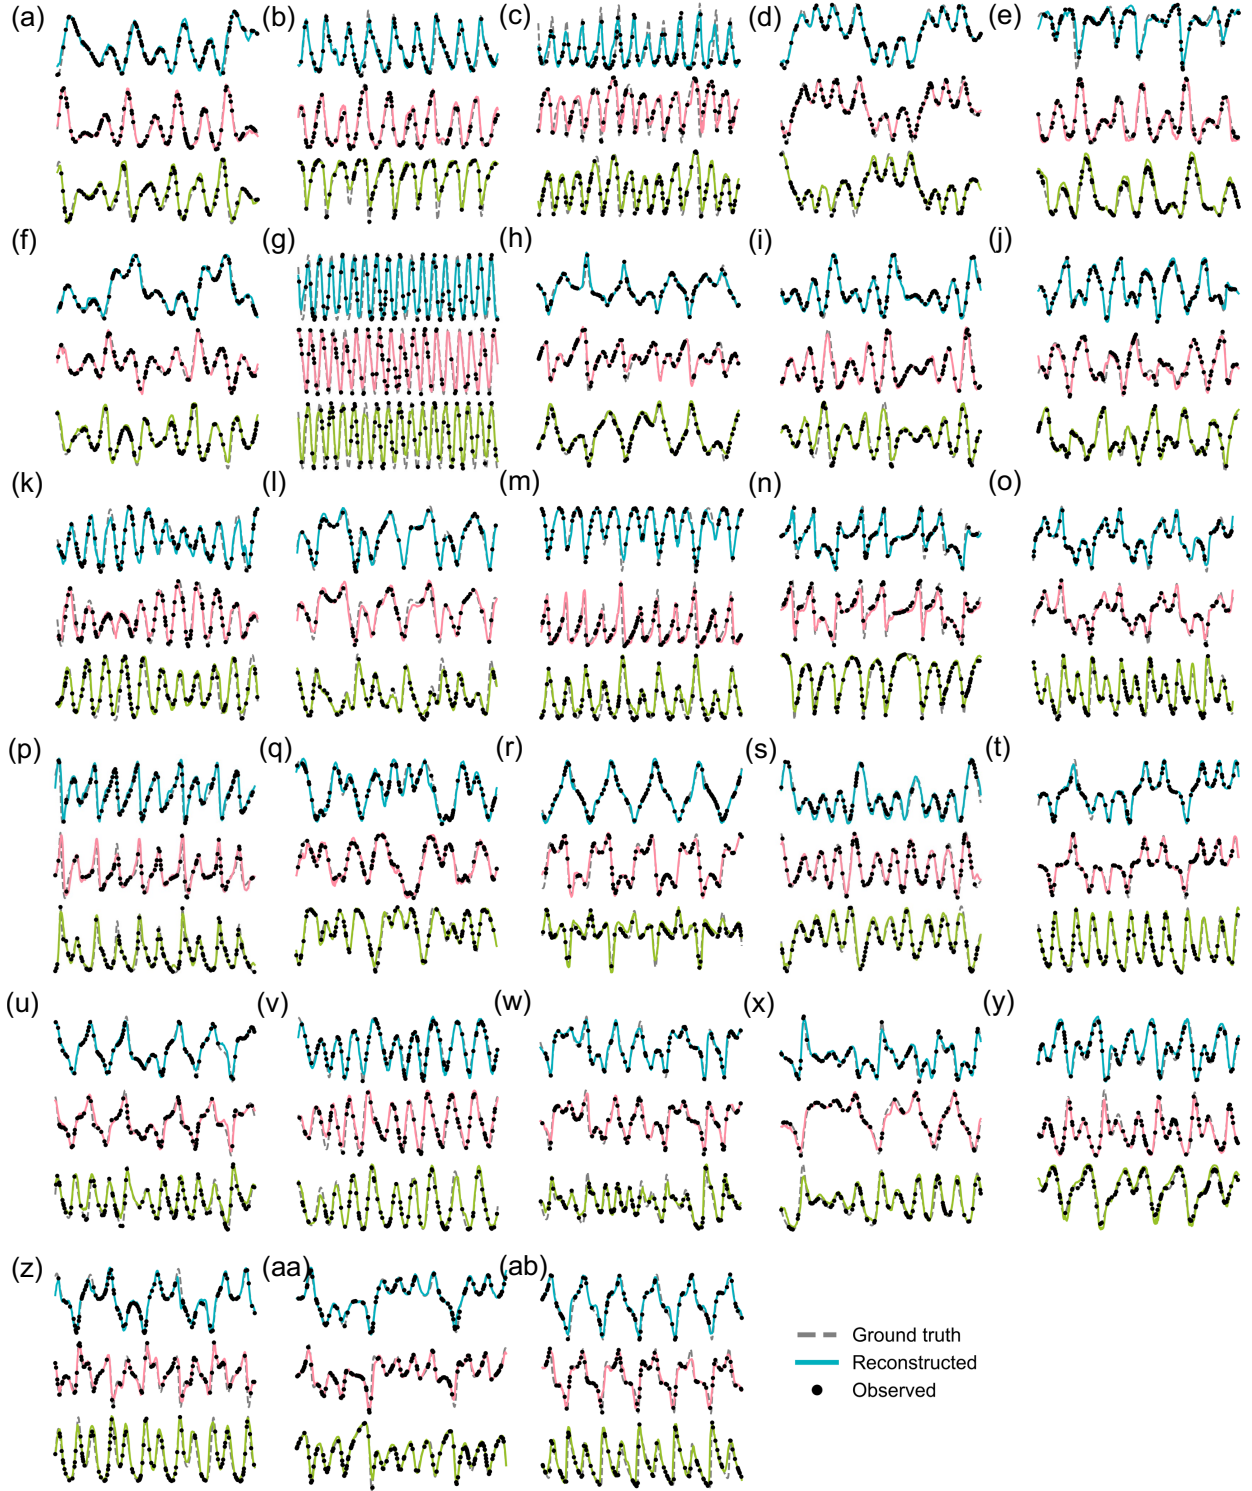 (a) (b) (c) (d) (e)
(f) (g) (h) (i) (j)
(k) (l) (m) (n) (o)
(p) (q) (r) (s) (t)
(u) (v) (w) (x) (y)
(z) (aa) (ab)
Ground truth
Reconstructed
Observed